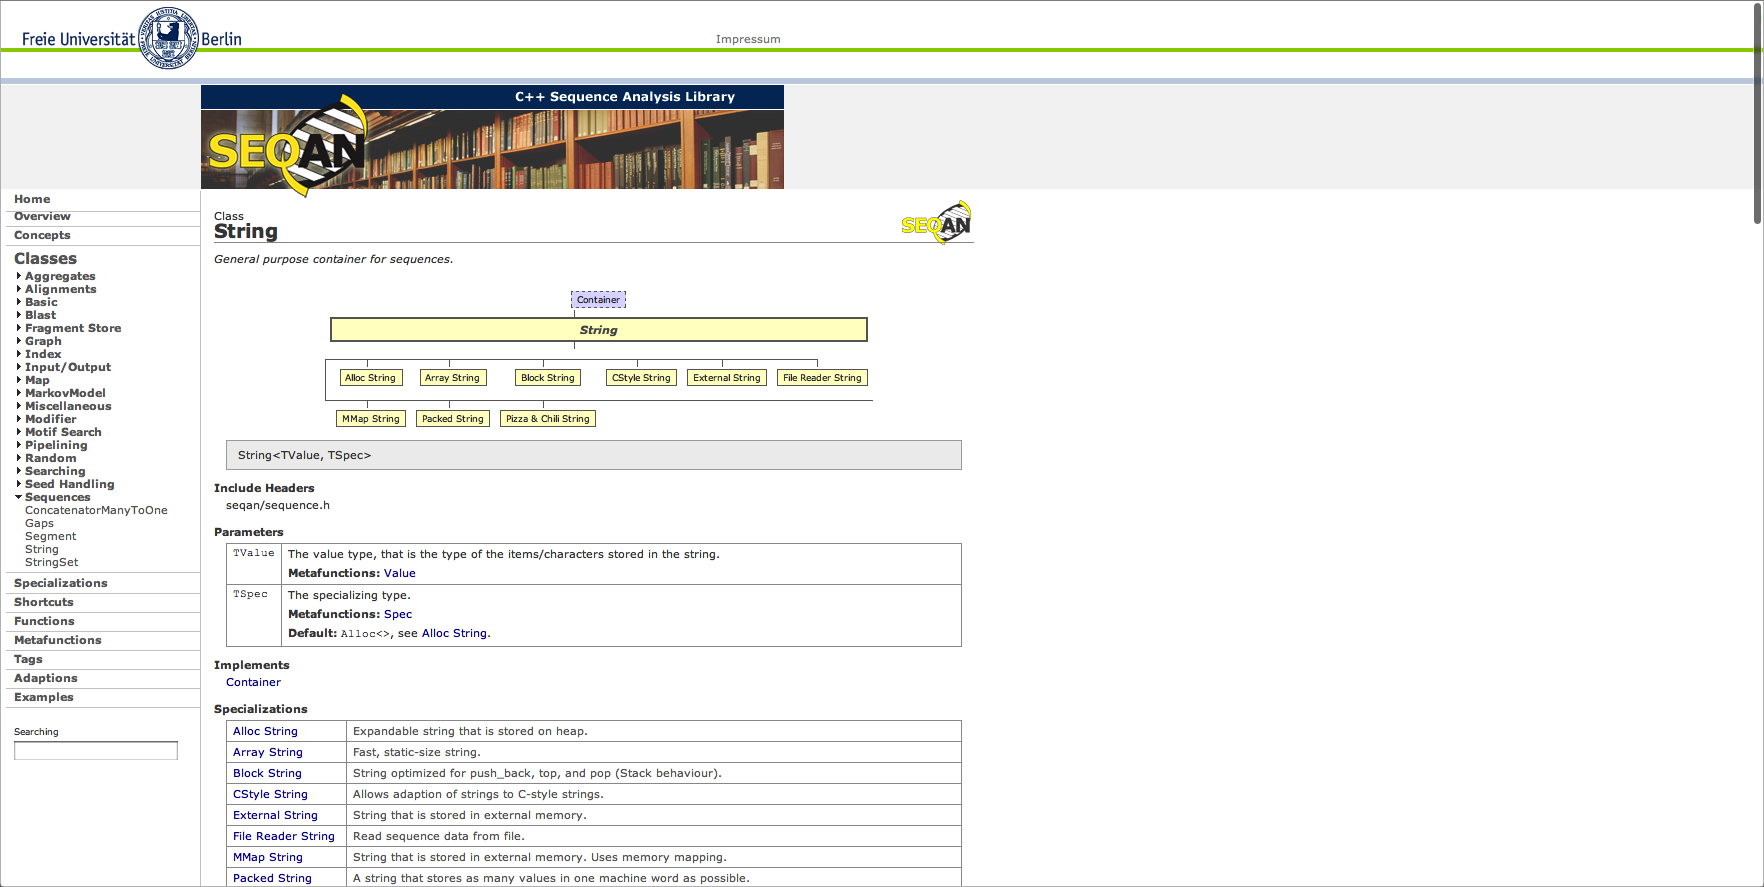 Freie Universität Berlin
Impressum
C++ Sequence Analysis Library
SEQAN
Home
Overview
Concepts
Classes
Aggregates
Alignments
Basic
Blast
Fragment Store
Graph
Index
Input/Output
Map
MarkovModel
Miscellaneous
Modifier
Motif Search
Pipelining
Random
Searching
Seed Handling
Sequences
ConcatenatorManyToOne
Gaps
Segment
String
StringSet
Specializations
Shortcuts
Functions
Metafunctions
Tags
Adaptions
Examples
Searching
Class
String
SEQAN
General purpose container for sequences.
Container
String
Alloc String Array String Block String CStyle String External String File Reader String
MMap String Packed String Pizza & Chili String
String<TValue, TSpec>
Include Headers
seqan/sequence.h
Parameters
TValue The value type, that is the type of the items/characters stored in the string.
Metafunctions: Value
TSpec The specializing type.
Metafunctions: Spec
Default: Alloc<>, see Alloc String.
Implements
Container
Specializations
Alloc String Expandable string that is stored on heap.
Array String Fast, static-size string.
Block String String optimized for push_back, top, and pop (Stack behaviour).
CStyle String Allows adaption of strings to C-style strings.
External String String that is stored in external memory.
File Reader String Read sequence data from file.
MMap String String that is stored in external memory. Uses memory mapping.
Packed String A string that stores as many values in one machine word as possible.